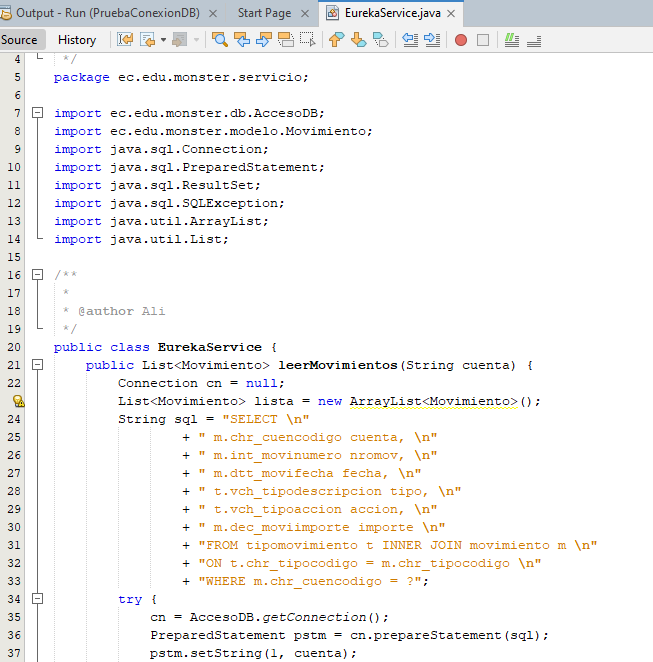 Output - Run (PruebaConexionDB) × Start Page × EurekaService.java ×
Source History
4 */
5 package ec.edu.monster.servicio;
6
7 import ec.edu.monster.db.AccesoDB;
8 import ec.edu.monster.modelo.Movimiento;
9 import java.sql.Connection;
10 import java.sql.PreparedStatement;
11 import java.sql.ResultSet;
12 import java.sql.SQLException;
13 import java.util.ArrayList;
14 import java.util.List;
15
16 /**
17 *
18 * @author Ali
19 */
20 public class EurekaService {
21 public List<Movimiento> leerMovimientos(String cuenta) {
22 Connection cn = null;
List<Movimiento> lista = new ArrayList<Movimiento>();
24 String sql = "SELECT \n"
25 + " m.chr_cuencodigo cuenta, \n"
26 + " m.int_movinumero nromov, \n"
27 + " m.dtt_movifecha fecha, \n"
28 + " t.vch_tipodescripcion tipo, \n"
29 + " t.vch_tipoaccion accion, \n"
30 + " m.dec_moviimporte importe \n"
31 + "FROM tipomovimiento t INNER JOIN movimiento m \n"
32 + "ON t.chr_tipocodigo = m.chr_tipocodigo \n"
33 + "WHERE m.chr_cuencodigo = ?";
34 try {
35 cn = AccesoDB.getConnection();
36 PreparedStatement pstm = cn.prepareStatement(sql);
37 pstm.setString(1, cuenta);